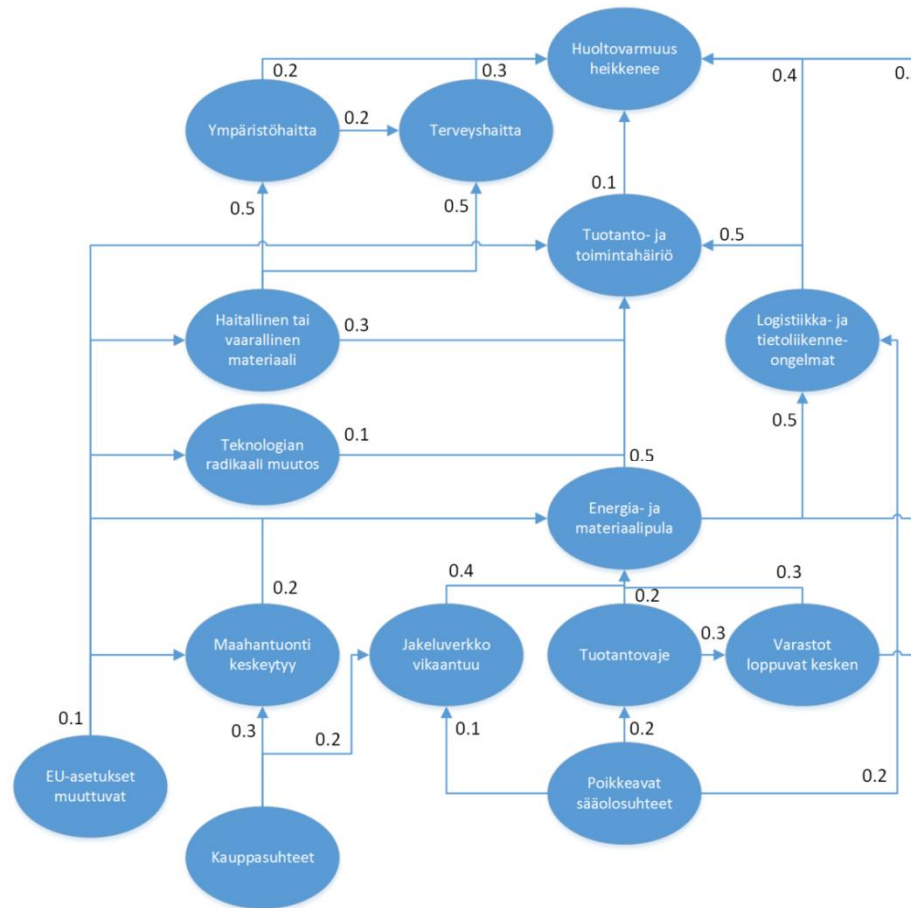 Huoltovarmuus
heikkenee
0.2
0.3
0.4
Ympäristöhaitta
0.2
Terveyshaitta
0.1
0.5
0.5
Tuotanto- ja
toimintahäiriö
0.5
Haitallinen tai
vaarallinen
materiaali
0.3
Logistiikka- ja
tietoliikenne-
ongelmat
Teknologian
radikaali muutos
0.1
0.5
0.5
Energia- ja
materiaalipula
0.2
0.4
0.2
0.3
Maahantuonti
keskeytyy
Jakeluverkko
vikaantuu
Tuotantovaje
0.3
Varastot
loppuvat kesken
0.1
0.3
0.2
0.1
0.2
EU-asetukset
muuttuvat
Poikkeavat
sääolosuhteet
0.2
Kauppasuhteet